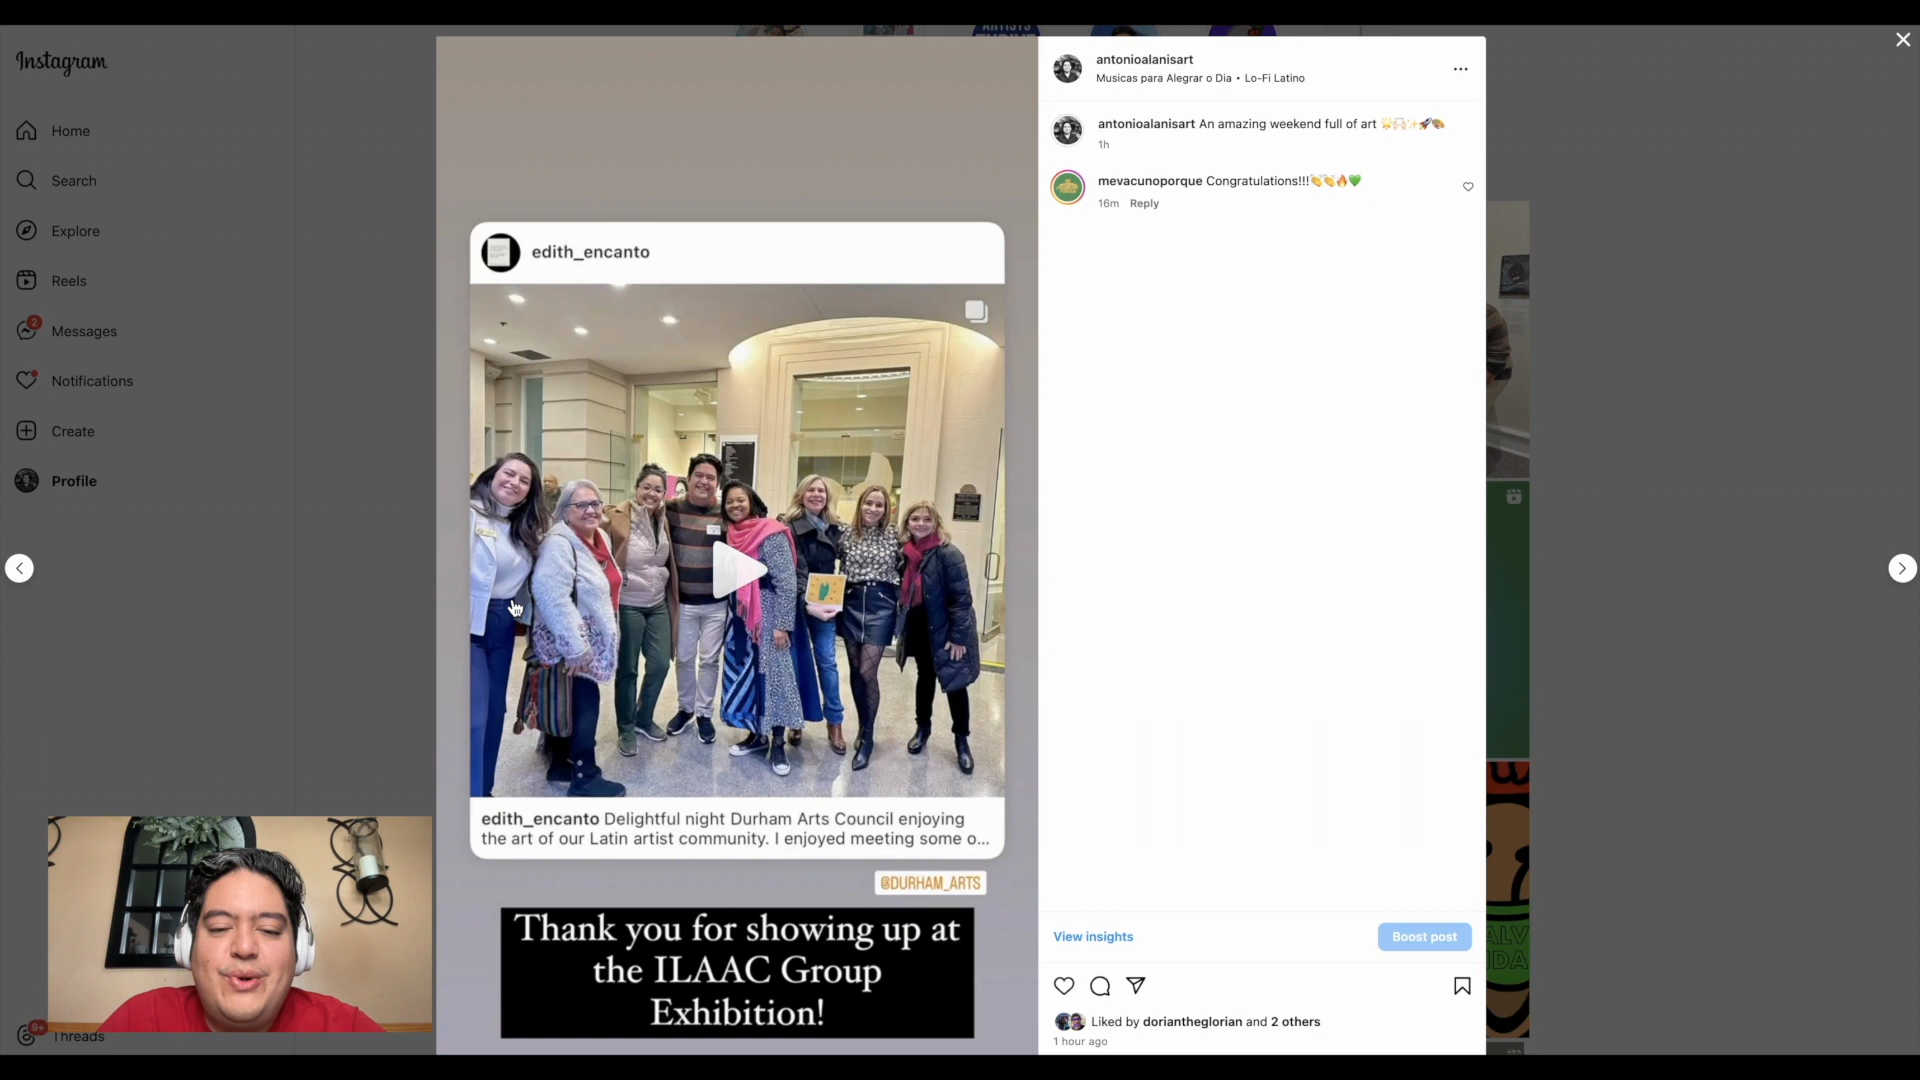 Instagram
Home
Search
Explore
Reels
2
Messages
Notifications
Create
Profile
9+
Threads
edith_encanto
edith_encanto Delightful night Durham Arts Council enjoying
the art of our Latin artist community. I enjoyed meeting some o...
@DURHAM_ARTS
Thank you for showing up at
the ILAAC Group
Exhibition!
antonioalanisart
Musicas para Alegrar o Dia • Lo-Fi Latino
antonioalanisart An amazing weekend full of art 🌟🙌🏻✨🚀🎨
1h
mevacunoporque Congratulations!!!👏👏🔥💚
16m Reply
View insights
Boost post
Liked by doriantheglorian and 2 others
1 hour ago